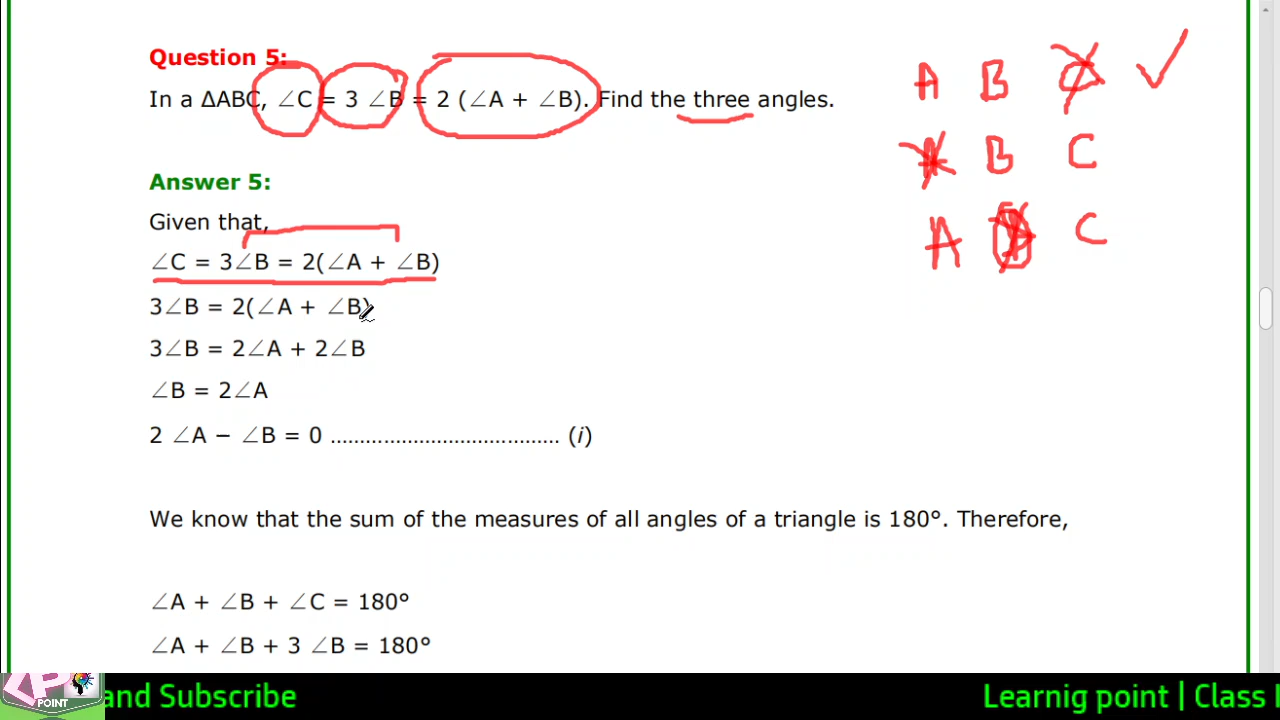 Question 5:
In a ΔABC, ∠C = 3 ∠B = 2 (∠A + ∠B). Find the three angles.
A B C ✓
A B C
A C
Answer 5:
Given that,
∠C = 3∠B = 2(∠A + ∠B)
3∠B = 2(∠A + ∠B)
3∠B = 2∠A + 2∠B
∠B = 2∠A
2 ∠A − ∠B = 0 ....................................... (i)
We know that the sum of the measures of all angles of a triangle is 180°. Therefore,
∠A + ∠B + ∠C = 180°
∠A + ∠B + 3 ∠B = 180°
POINT
and Subscribe
Learnig point | Class